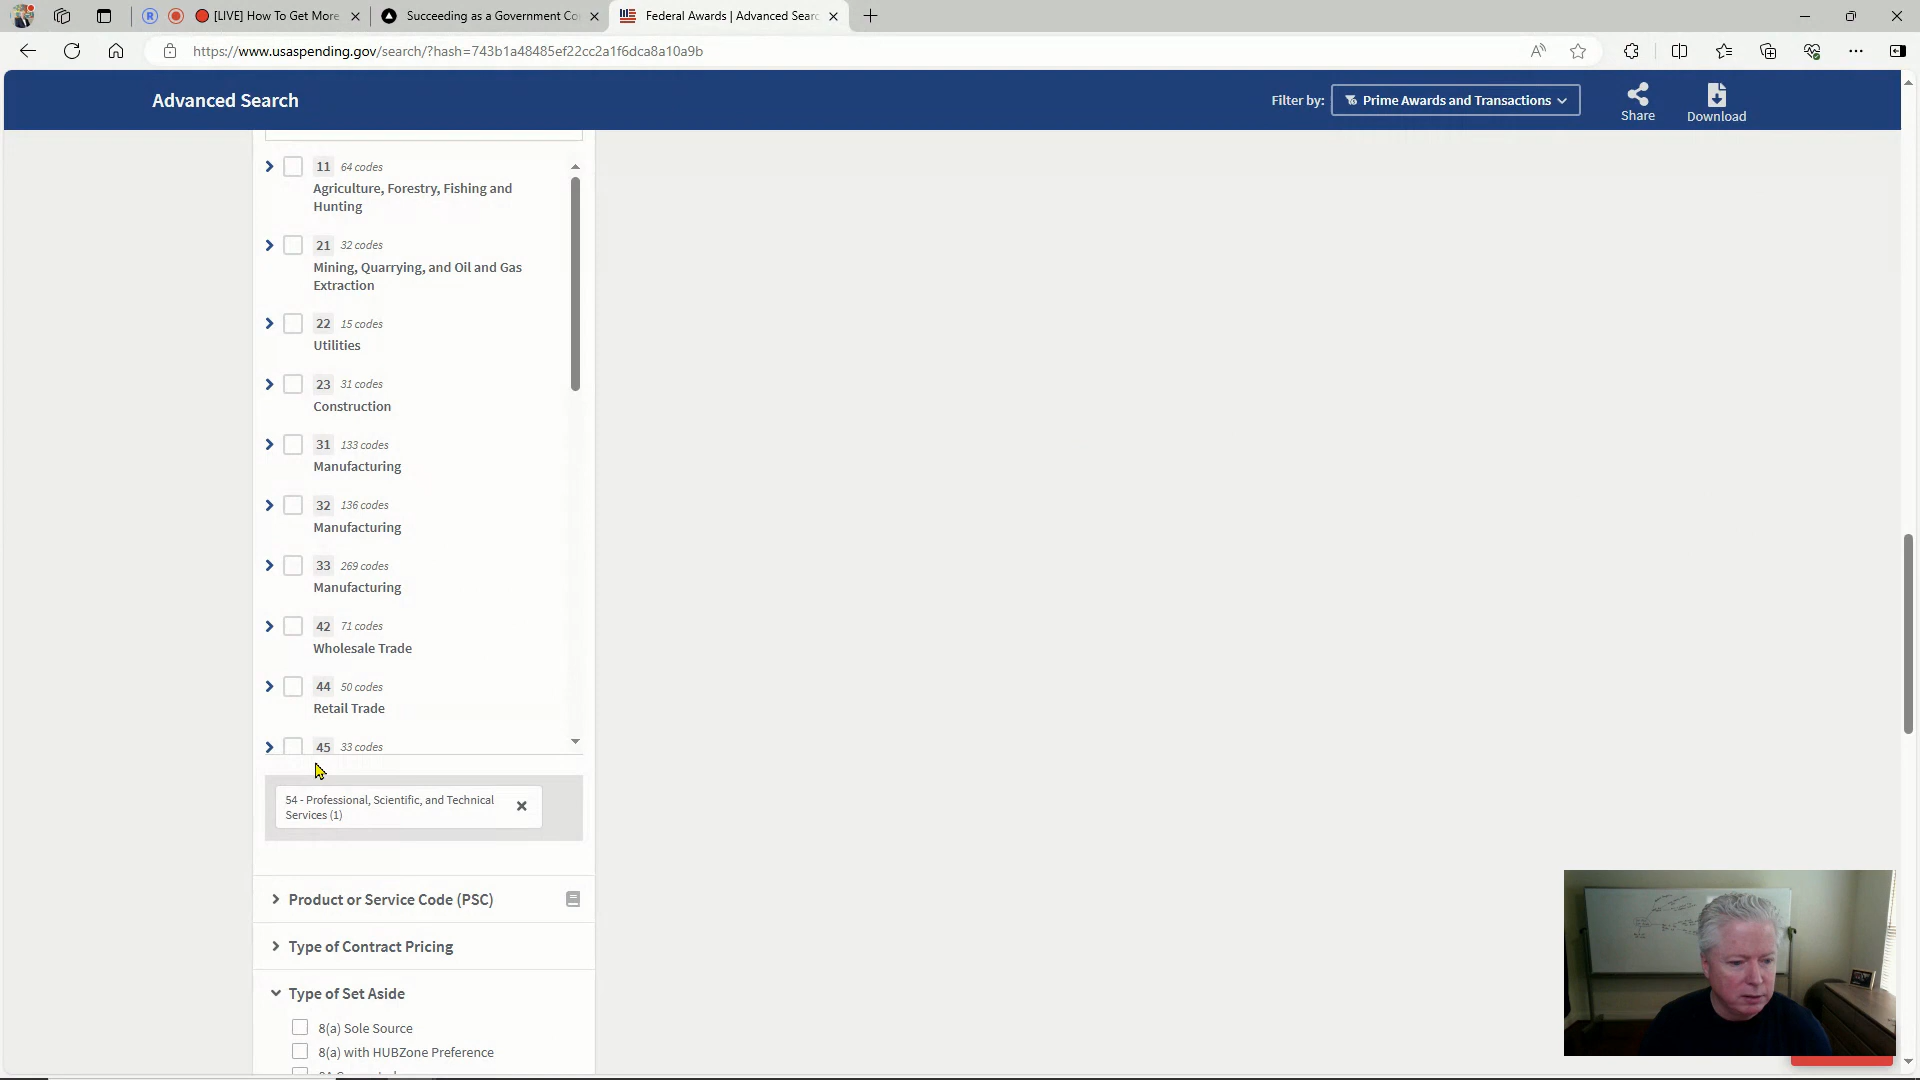 [LIVE] How To Get More
Succeeding as a Government Co
Federal Awards | Advanced Searc
https://www.usaspending.gov/search/?hash=743b1a48485ef22cc2a1f6dca8a10a9b
Advanced Search
Filter by:
Prime Awards and Transactions
Share
Download
11 64 codes
Agriculture, Forestry, Fishing and
Hunting
21 32 codes
Mining, Quarrying, and Oil and Gas
Extraction
22 15 codes
Utilities
23 31 codes
Construction
31 133 codes
Manufacturing
32 136 codes
Manufacturing
33 269 codes
Manufacturing
42 71 codes
Wholesale Trade
44 50 codes
Retail Trade
45 33 codes
54 - Professional, Scientific, and Technical
Services (1)
Product or Service Code (PSC)
Type of Contract Pricing
Type of Set Aside
8(a) Sole Source
8(a) with HUBZone Preference